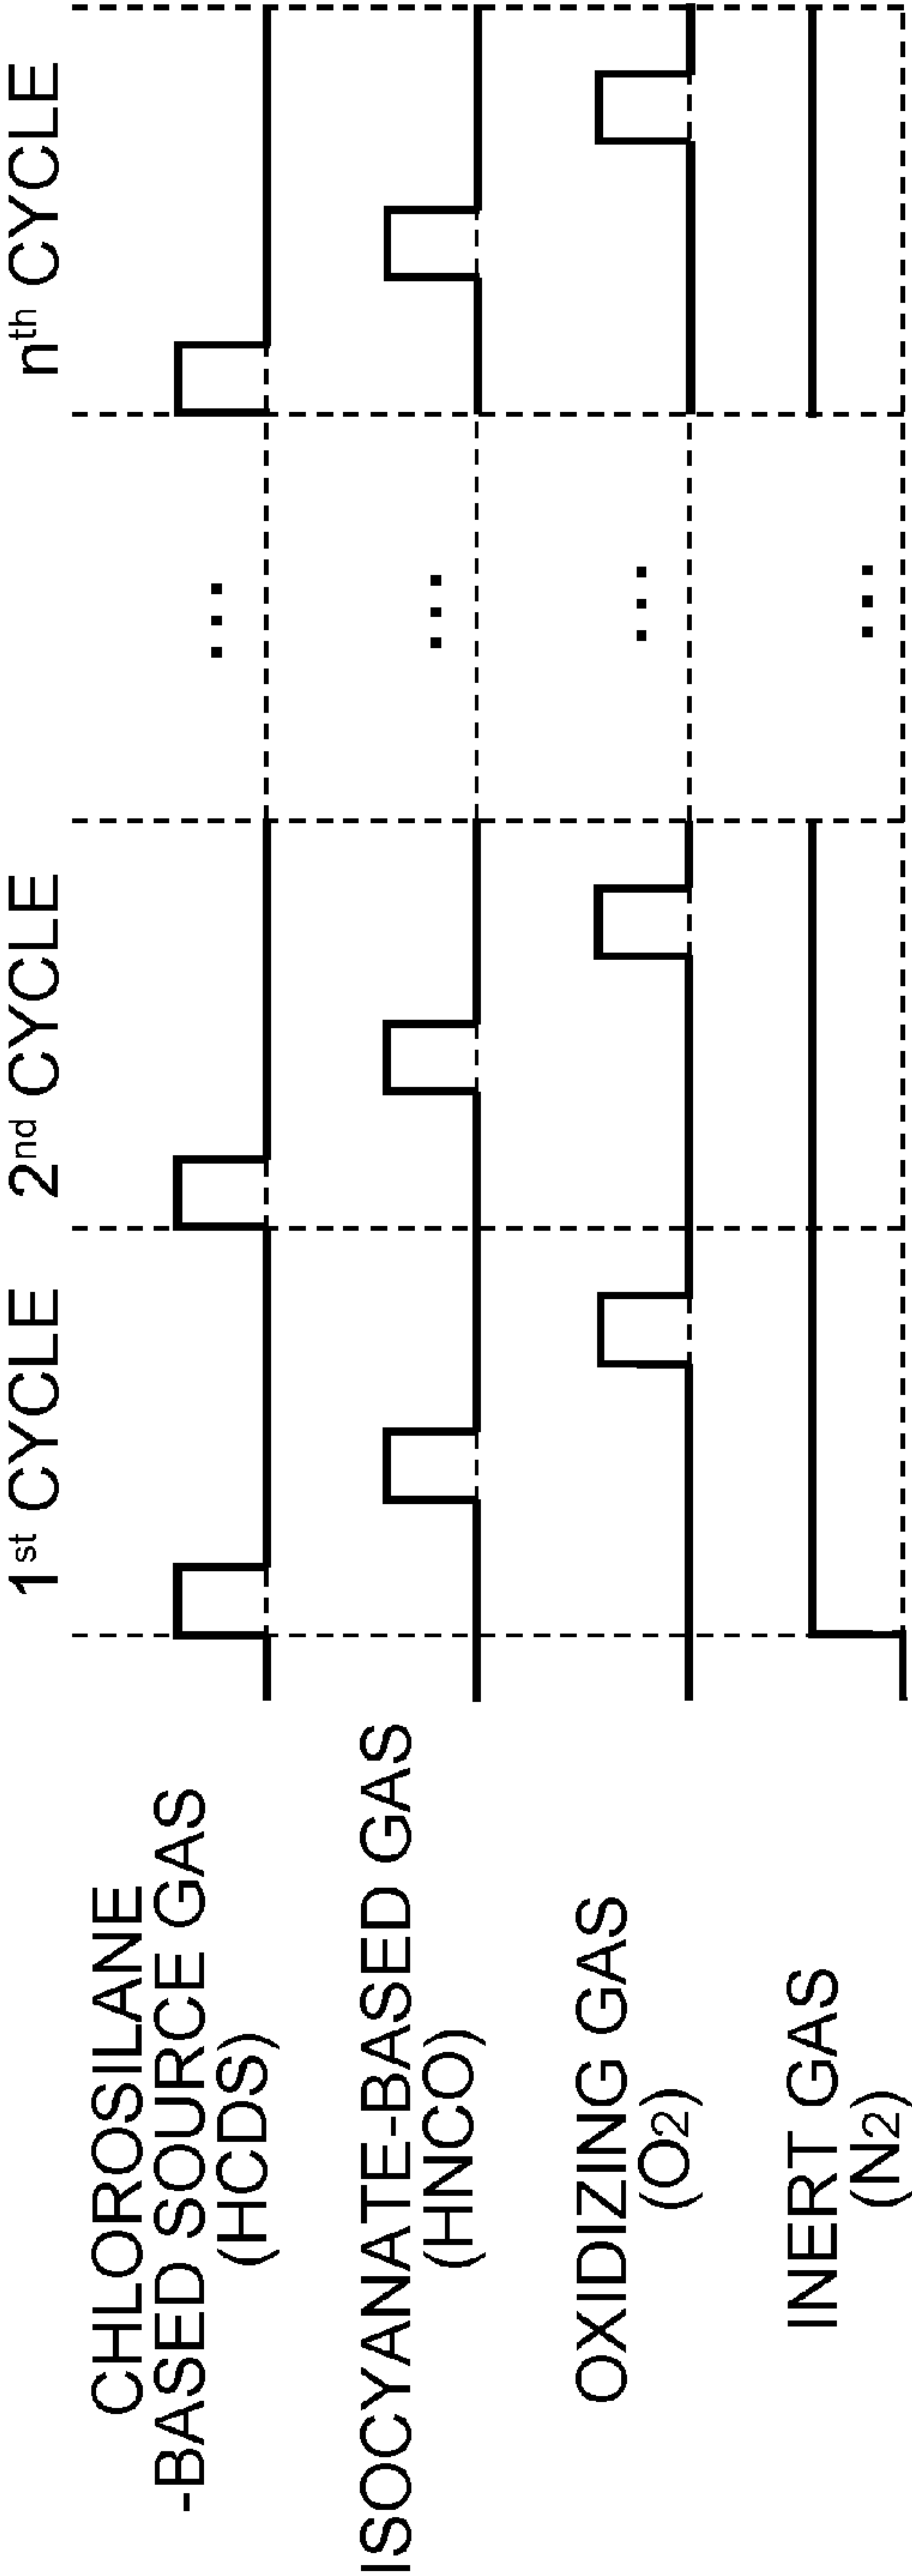 1st CYCLE 2nd CYCLE nth CYCLE
CHLOROSILANE
-BASED SOURCE GAS
(HCDS)
...
ISOCYANATE-BASED GAS
(HNCO)
...
OXIDIZING GAS
(O2)
...
INERT GAS
(N2)
...